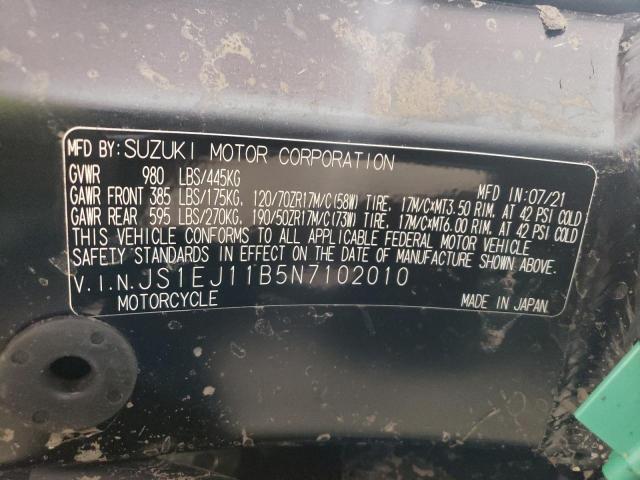 MFD BY: SUZUKI MOTOR CORPORATION
GVWR 980 LBS/445KG MFD IN:07/21
GAWR FRONT 385 LBS/175KG, 120/70ZR17M/C(58W) TIRE, 17M/C×MT3.50 RIM, AT 42 PSI COLD
GAWR REAR 595 LBS/270KG, 190/50ZR17M/C(73W) TIRE, 17M/C×MT6.00 RIM, AT 42 PSI COLD
THIS VEHICLE CONFORMS TO ALL APPLICABLE FEDERAL MOTOR VEHICLE
SAFETY STANDARDS IN EFFECT ON THE DATE OF MANUFACTURE SHOWN ABOVE.
V.I.N. JS1EJ11B5N7102010
MOTORCYCLE MADE IN JAPAN.